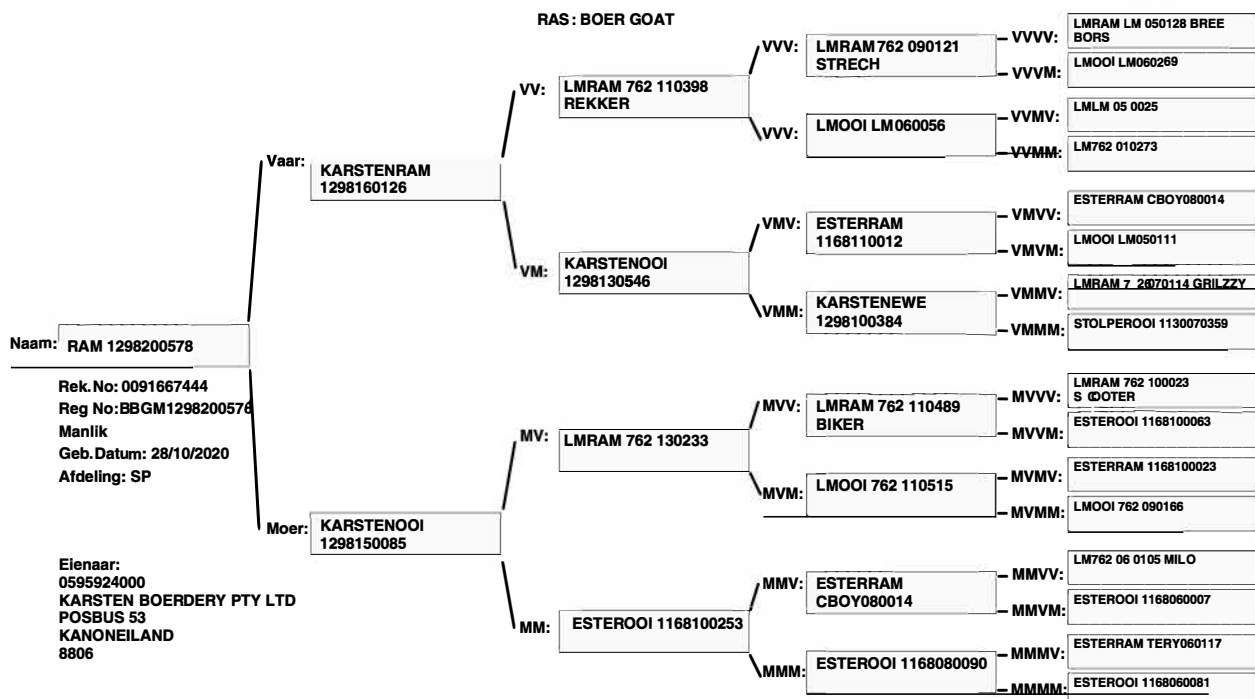 RAS: BOER GOAT
Naam: RAM 1298200578
Rek.No: 0091667444
Reg No:BBGM1298200576
Manlik
Geb.Datum: 28/10/2020
Afdeling: SP
Eienaar:
0595924000
KARSTEN BOERDERY PTY LTD
POSBUS 53
KANONEILAND
8806
Vaar: KARSTENRAM
1298160126
Moer: KARSTENOOI
1298150085
VV: LMRAM 762 110398
REKKER
VM: KARSTENOOI
1298130546
MV: LMRAM 762 130233
MM: ESTEROOI 1168100253
VVV: LMRAM 762 090121
STRECH
VVV: LMOOI LM060056
VMV: ESTERRAM
1168110012
VMM: KARSTENEWE
1298100384
MVV: LMRAM 762 110489
BIKER
MVM: LMOOI 762 110515
MMV: ESTERRAM
CBOY080014
MMM: ESTEROOI 1168080090
VVVV: LMRAM LM 050128 BREE
BORS
VVVM: LMOOI LM060269
VVMV: LMLM 05 0025
VVMM: LM762 010273
VMVV: ESTERRAM CBOY080014
VMVM: LMOOI LM050111
VMMV: LMRAM 7 26070114 GRILZZY
VMMM: STOLPEROOI 1130070359
MVVV: LMRAM 762 100023
S COOTER
MVVM: ESTEROOI 1168100063
MVMV: ESTERRAM 1168100023
MVMM: LMOOI 762 090166
MMVV: LM762 06 0105 MILO
MMVM: ESTEROOI 1168060007
MMMV: ESTERRAM TERY060117
MMMM: ESTEROOI 1168060081